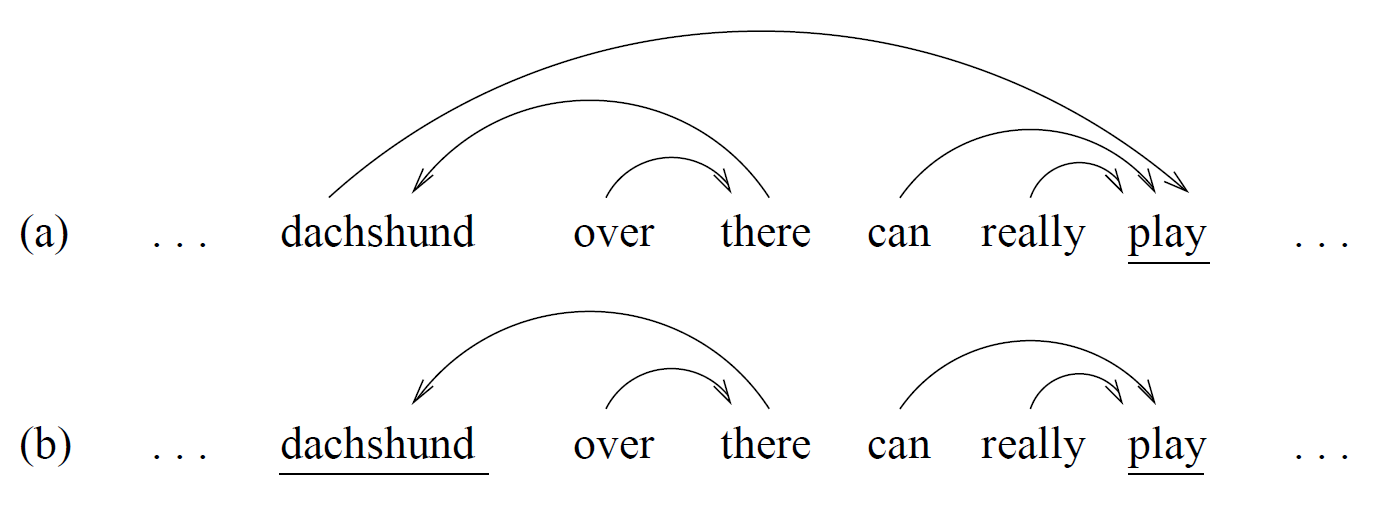 (a) . . . dachshund over there can really play . . .
(b) . . . dachshund over there can really play . . .